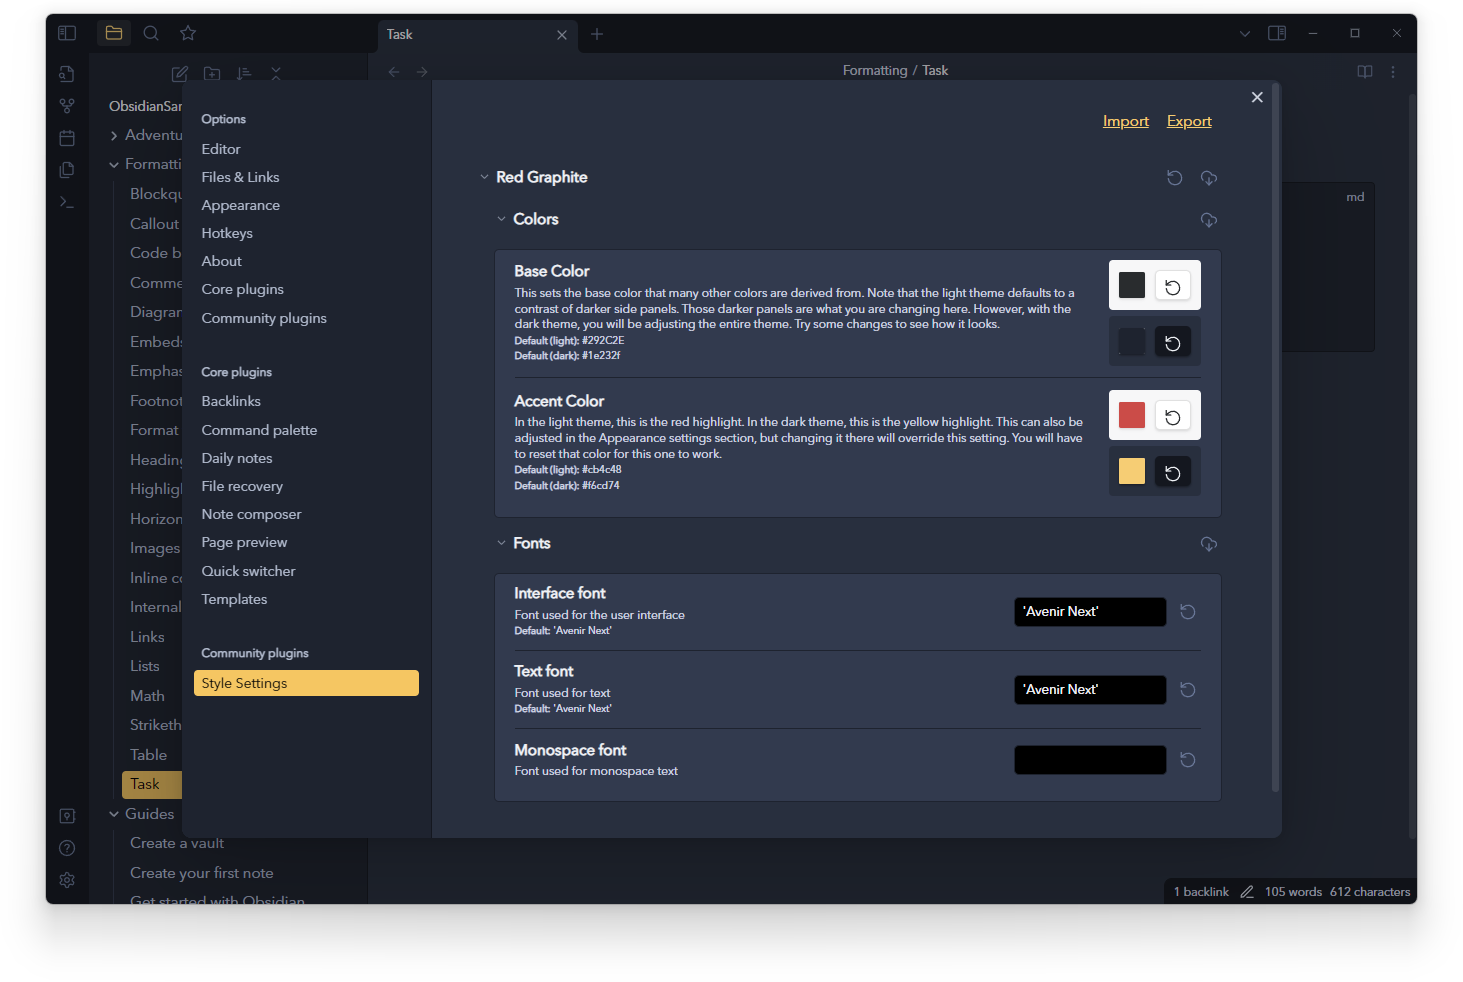 Task
Formatting / Task
ObsidianSan
Adventu
Formatti
Blockqu
Callout
Code b
Comme
Diagran
Embeds
Emphas
Footnot
Format
Heading
Highlig
Horizon
Images
Inline co
Internal
Links
Lists
Math
Striketh
Table
Task
Guides
Create a vault
Create your first note
Get started with Obsidian
Options
Editor
Files & Links
Appearance
Hotkeys
About
Core plugins
Community plugins
Core plugins
Backlinks
Command palette
Daily notes
File recovery
Note composer
Page preview
Quick switcher
Templates
Community plugins
Style Settings
Import Export
Red Graphite
Colors
Base Color
This sets the base color that many other colors are derived from. Note that the light theme defaults to a
contrast of darker side panels. Those darker panels are what you are changing here. However, with the
dark theme, you will be adjusting the entire theme. Try some changes to see how it looks.
Default (light): #292C2E
Default (dark): #1e232f
Accent Color
In the light theme, this is the red highlight. In the dark theme, this is the yellow highlight. This can also be
adjusted in the Appearance settings section, but changing it there will override this setting. You will have
to reset that color for this one to work.
Default (light): #cb4c48
Default (dark): #f6cd74
Fonts
Interface font
Font used for the user interface
Default: 'Avenir Next'
'Avenir Next'
Text font
Font used for text
Default: 'Avenir Next'
'Avenir Next'
Monospace font
Font used for monospace text
md
1 backlink 105 words 612 characters